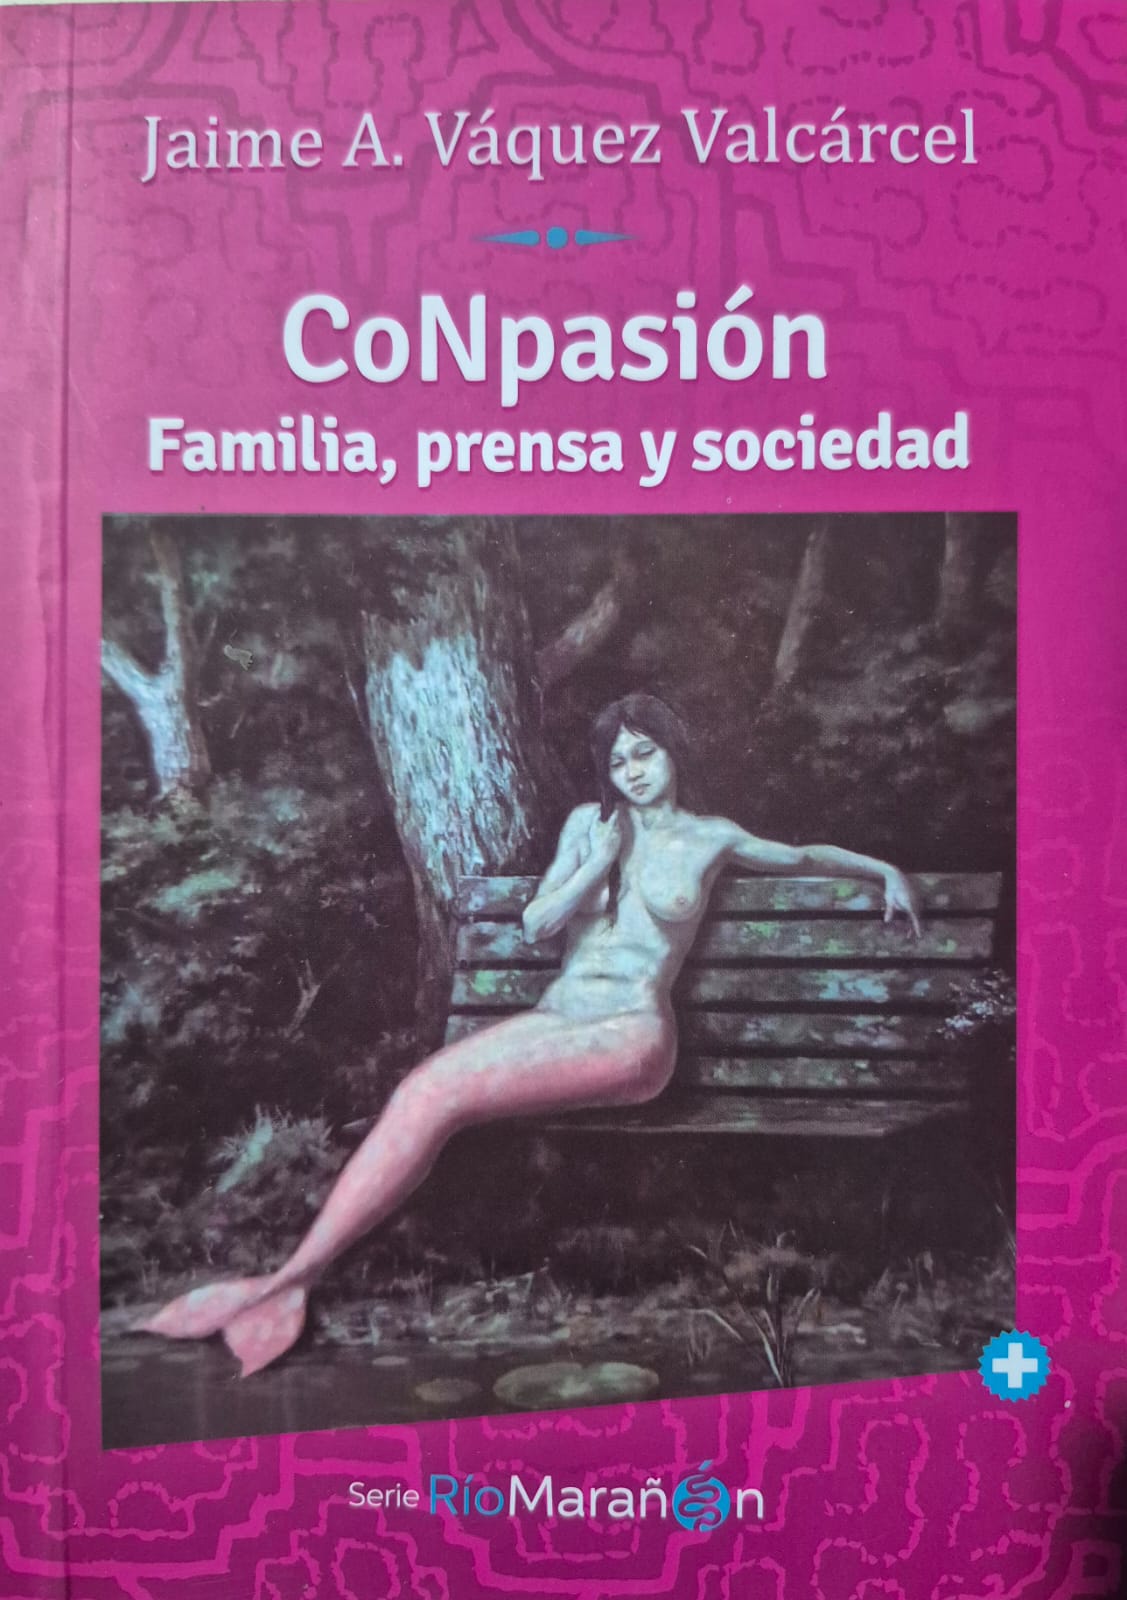 Jaime A. Váquez Valcárcel
CoNpasión
Familia, prensa y sociedad
Serie RíoMarañón